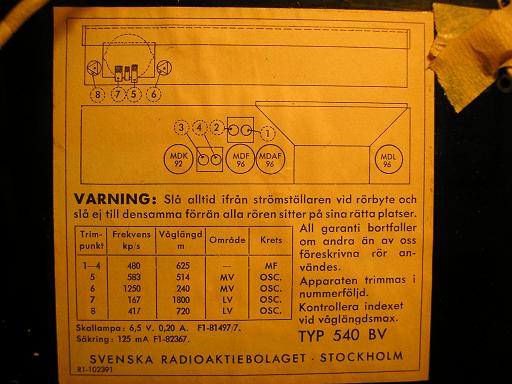 8 7 5 6
3 4 2 1
MDK 92 MDF 96 MDAF 96 MDL 96
VARNING: Slå alltid ifrån strömställaren vid rörbyte och
slå ej till densamma förrän alla rören sitter på sina rätta platser.
Trim-punkt Frekvens kp/s Våglängd m Område Krets
1—4 480 625 — MF
5 583 514 MV OSC.
6 1250 240 MV OSC.
7 167 1800 LV OSC.
8 417 720 LV OSC.
Skallampa: 6,5 V. 0,20 A. F1-81497/7.
Säkring: 125 mA F1-82367.
All garanti bortfaller
om andra än av oss
föreskrivna rör an-
vändes.
Apparaten trimmas i
nummerföljd.
Kontrollera indexet
vid våglängdsmax.
TYP 540 BV
SVENSKA RADIOAKTIEBOLAGET · STOCKHOLM
R1-102391